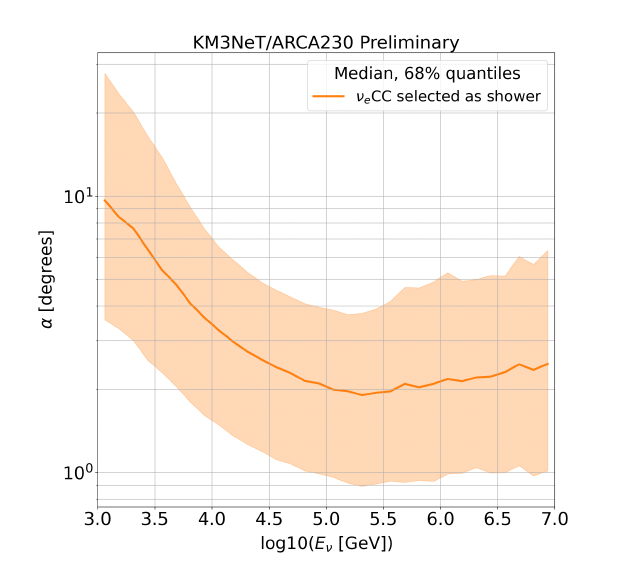 KM3NeT/ARCA230 Preliminary
Median, 68% quantiles
νₑCC selected as shower
α [degrees]
10¹
10⁰
3.0 3.5 4.0 4.5 5.0 5.5 6.0 6.5 7.0
log10(Eᵥ [GeV])